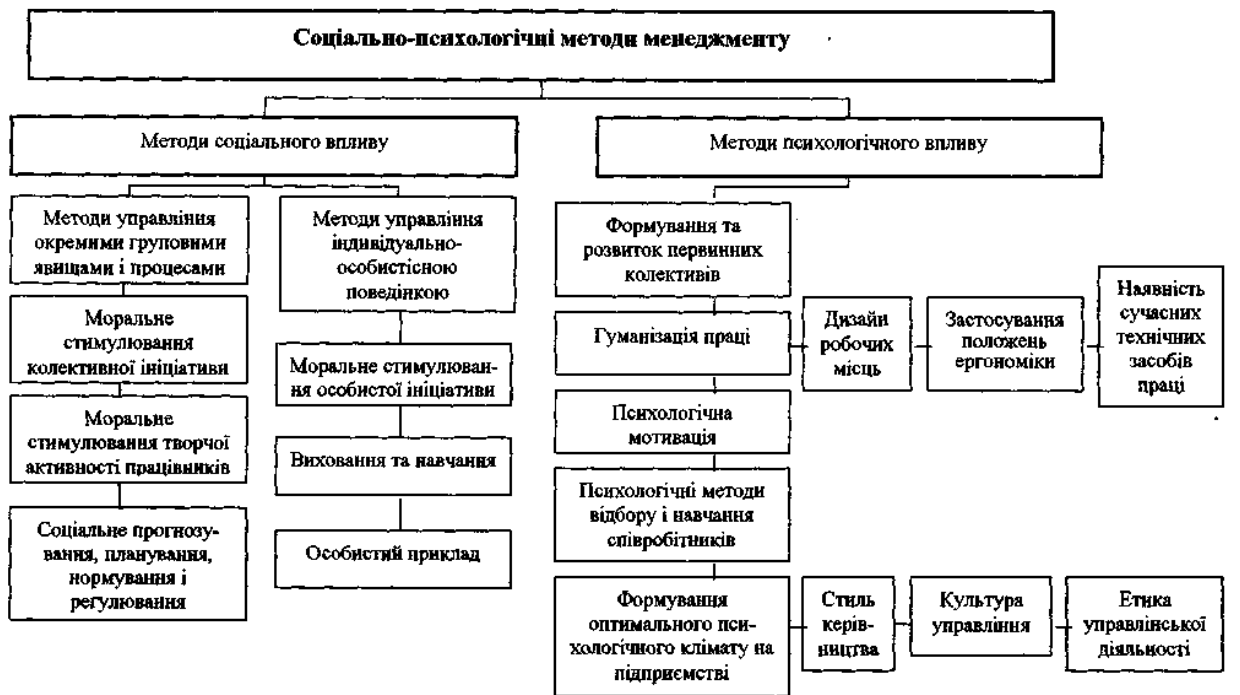 Соціально-психологічні методи менеджменту
Методи соціального впливу
Методи психологічного впливу
Методи управління
окремими груповими
явищами і процесами
Моральне
стимулювання
колективної ініціативи
Моральне
стимулювання творчої
активності працівників
Соціальне прогнозу-
вання, планування,
нормування і
регулювання
Методи управління
індивідуально-
особистісною
поведінкою
Моральне стимулюван-
ня особистої ініціативи
Виховання та навчання
Особистий приклад
Формування та
розвиток первинних
колективів
Гуманізація праці
Дизайн
робочих
місць
Застосування
положень
ергономіки
Наявність
сучасних
технічних
засобів
праці
Психологічна
мотивація
Психологічні методи
відбору і навчання
співробітників
Формування
оптимального пси-
хологічного клімату на
підприємстві
Стиль
керів-
ництва
Культура
управління
Етика
управлінської
діяльності